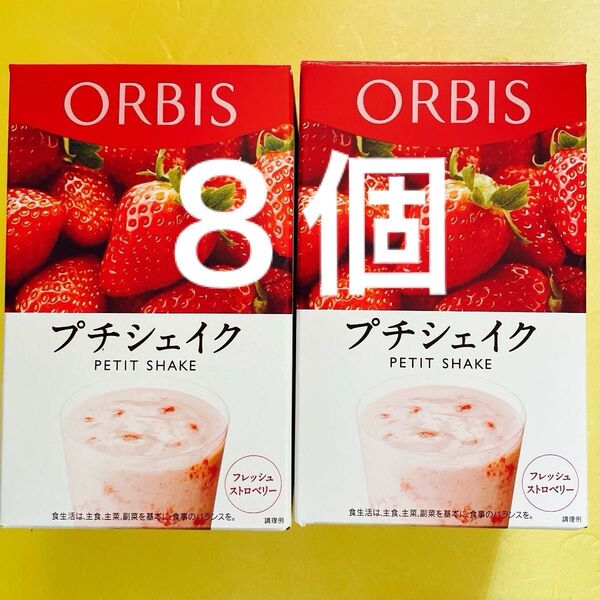 ORBIS
ORBIS
8個
プチシェイク
PETIT SHAKE
フレッシュ
ストロベリー
食生活は、主食、主菜、副菜を基本に、食事のバランスを。
調理例
プチシェイク
PETIT SHAKE
フレッシュ
ストロベリー
食生活は、主食、主菜、副菜を基本に、食事のバランスを。
調理例